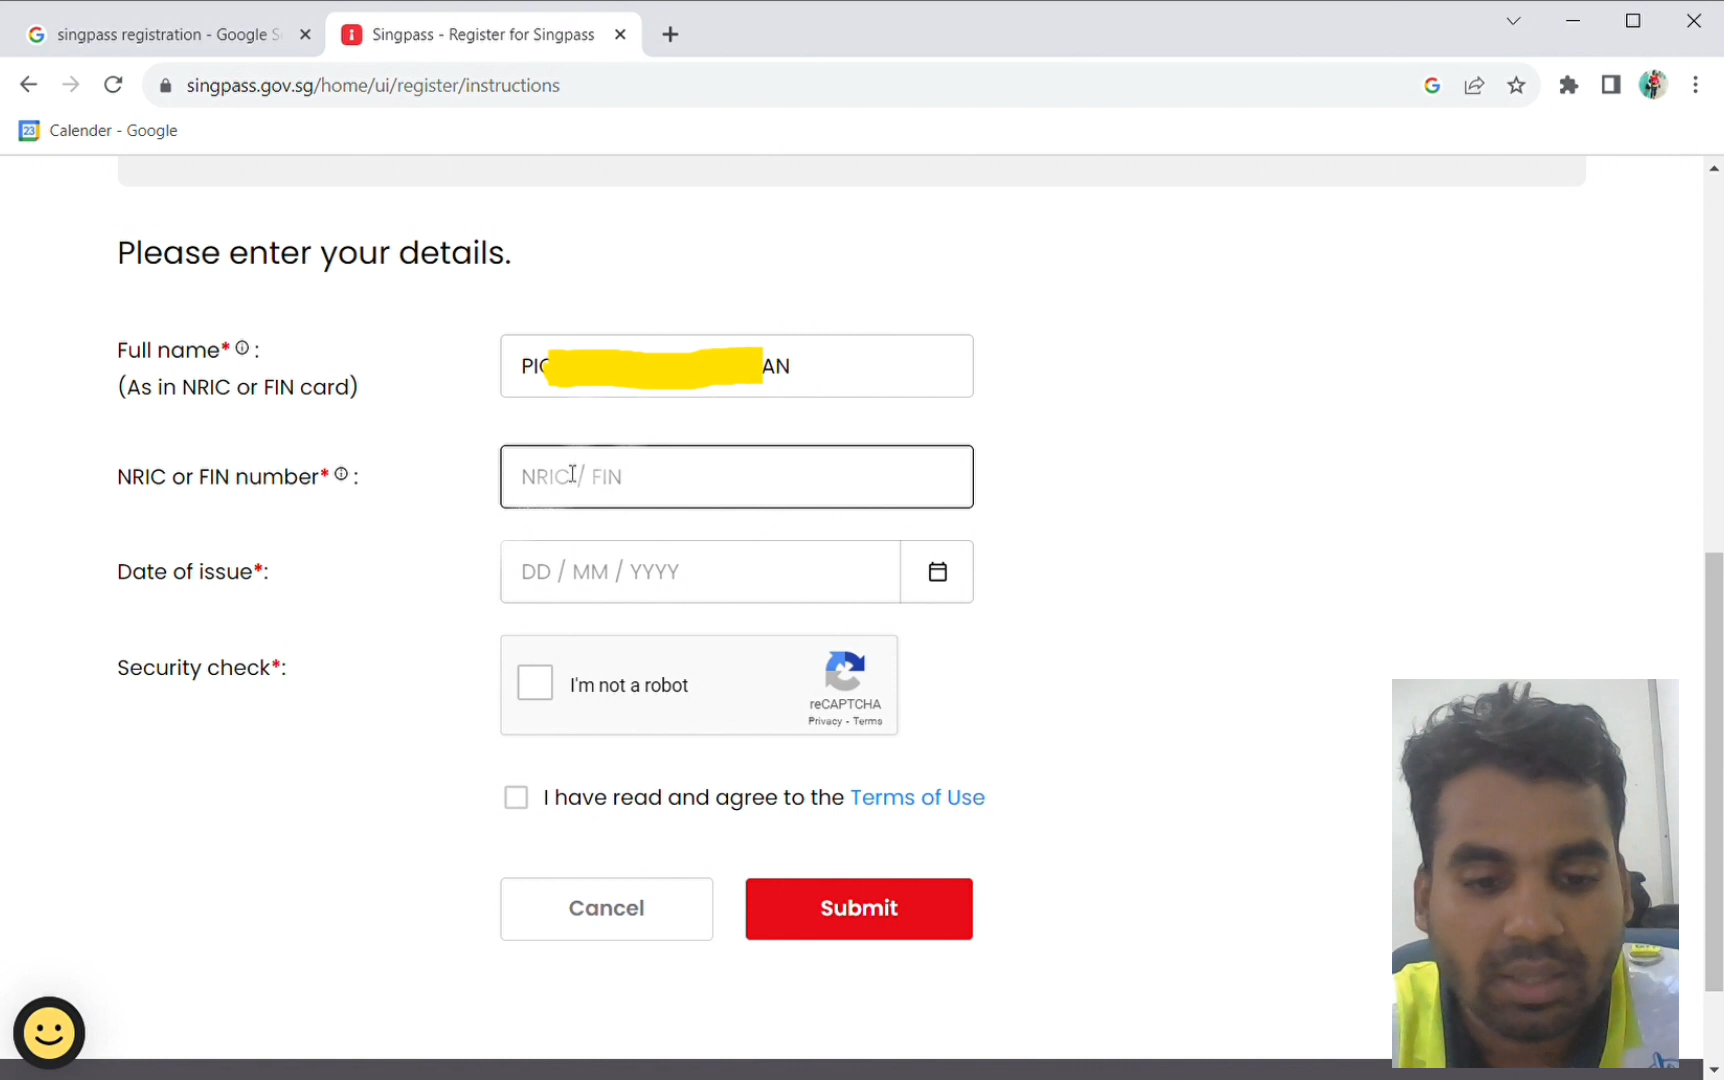 singpass registration - Google S
Singpass - Register for Singpass
singpass.gov.sg/home/ui/register/instructions
23 Calender - Google
Please enter your details.
Full name* :
(As in NRIC or FIN card)
AN
NRIC or FIN number* :
NRIC / FIN
Date of issue*:
DD / MM / YYYY
Security check*:
I'm not a robot
reCAPTCHA
Privacy - Terms
I have read and agree to the Terms of Use
Cancel
Submit